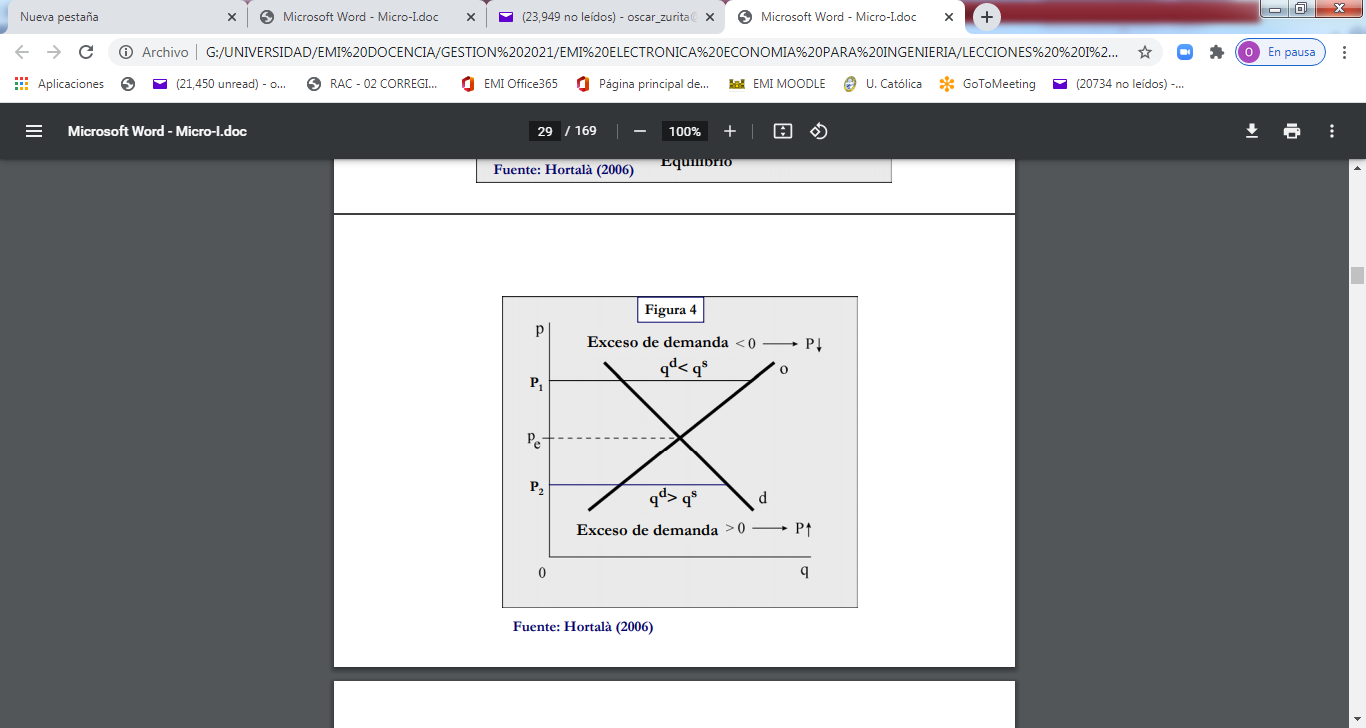 Nueva pestaña
Microsoft Word - Micro-I.doc
(23,949 no leídos) - oscar_zurita
Microsoft Word - Micro-I.doc
Archivo
G:/UNIVERSIDAD/EMI%20DOCENCIA/GESTION%202021/EMI%20ELECTRONICA%20ECONOMIA%20PARA%20INGENIERIA/LECCIONES%20%20I%2...
O En pausa
Aplicaciones
(21,450 unread) - o...
RAC - 02 CORREGI...
EMI Office365
Página principal de...
EMI MOODLE
U. Católica
GoToMeeting
(20734 no leídos) -...
Microsoft Word - Micro-I.doc
29 / 169
100%
Equilibrio
Fuente: Hortalà (2006)
Figura 4
p
Exceso de demanda < 0 → P↓
qd< qs
o
P1
pe
P2
qd> qs
d
Exceso de demanda > 0 → P↑
0
q
Fuente: Hortalà (2006)